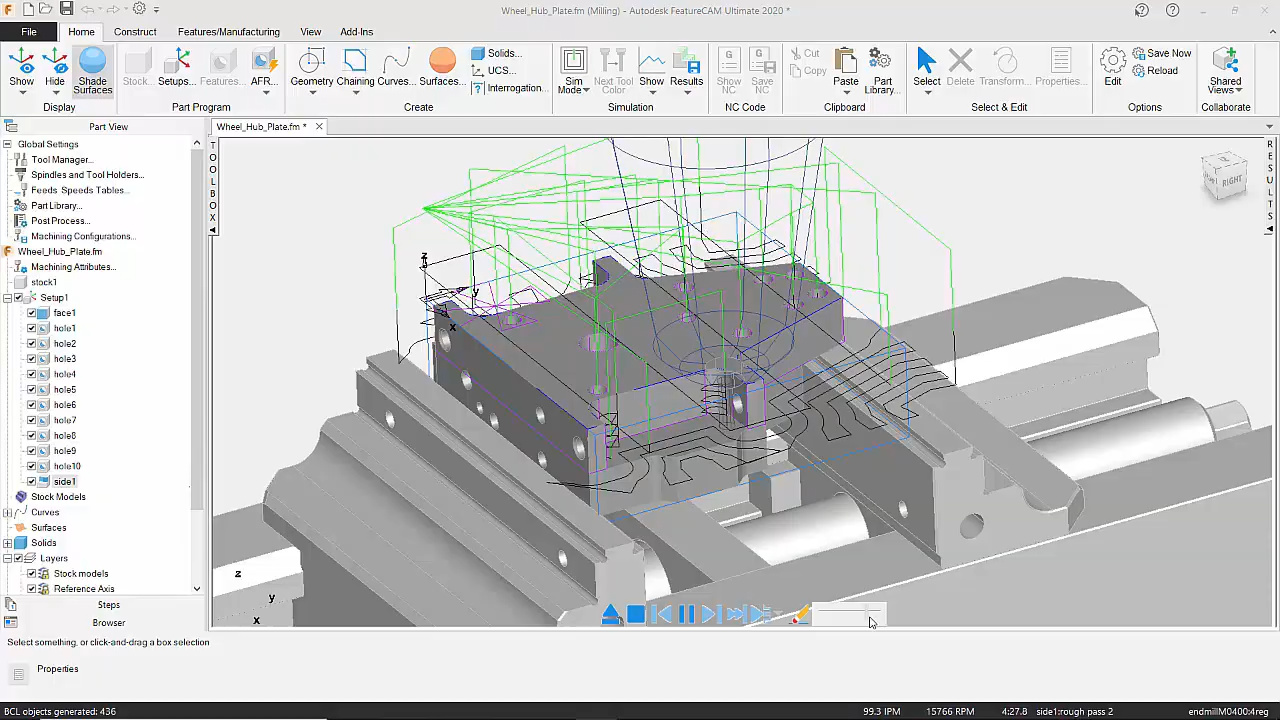 Wheel_Hub_Plate.fm (Milling) - Autodesk FeatureCAM Ultimate 2020 *
File Home Construct Features/Manufacturing View Add-Ins
Show Hide Shade Surfaces Stock Setups... Features... AFR... Geometry Chaining Curves... Surfaces... Solids... UCS... Interrogation... Sim Mode Next Tool Color Show Results Show NC Save NC Cut Copy Paste Part Library... Select Delete Transform... Properties... Edit Save Now Reload Shared Views
Display Part Program Create Simulation NC Code Clipboard Select & Edit Options Collaborate
Part View
Wheel_Hub_Plate.fm *
Global Settings
Tool Manager...
Spindles and Tool Holders...
Feeds Speeds Tables...
Part Library...
Post Process...
Machining Configurations...
Wheel_Hub_Plate.fm
Machining Attributes...
stock1
Setup1
face1
hole1
hole2
hole3
hole4
hole5
hole6
hole7
hole8
hole9
hole10
side1
Stock Models
Curves
Surfaces
Solids
Layers
Stock models
Reference Axis
Steps
Browser
TOOLBOX
RESULTS
RIGHT
z
y
x
z
y
x
Select something, or click-and-drag a box selection
Properties
BCL objects generated: 436
99.3 IPM 15766 RPM 4:27.8 side1:rough pass 2 endmillM0400:4reg